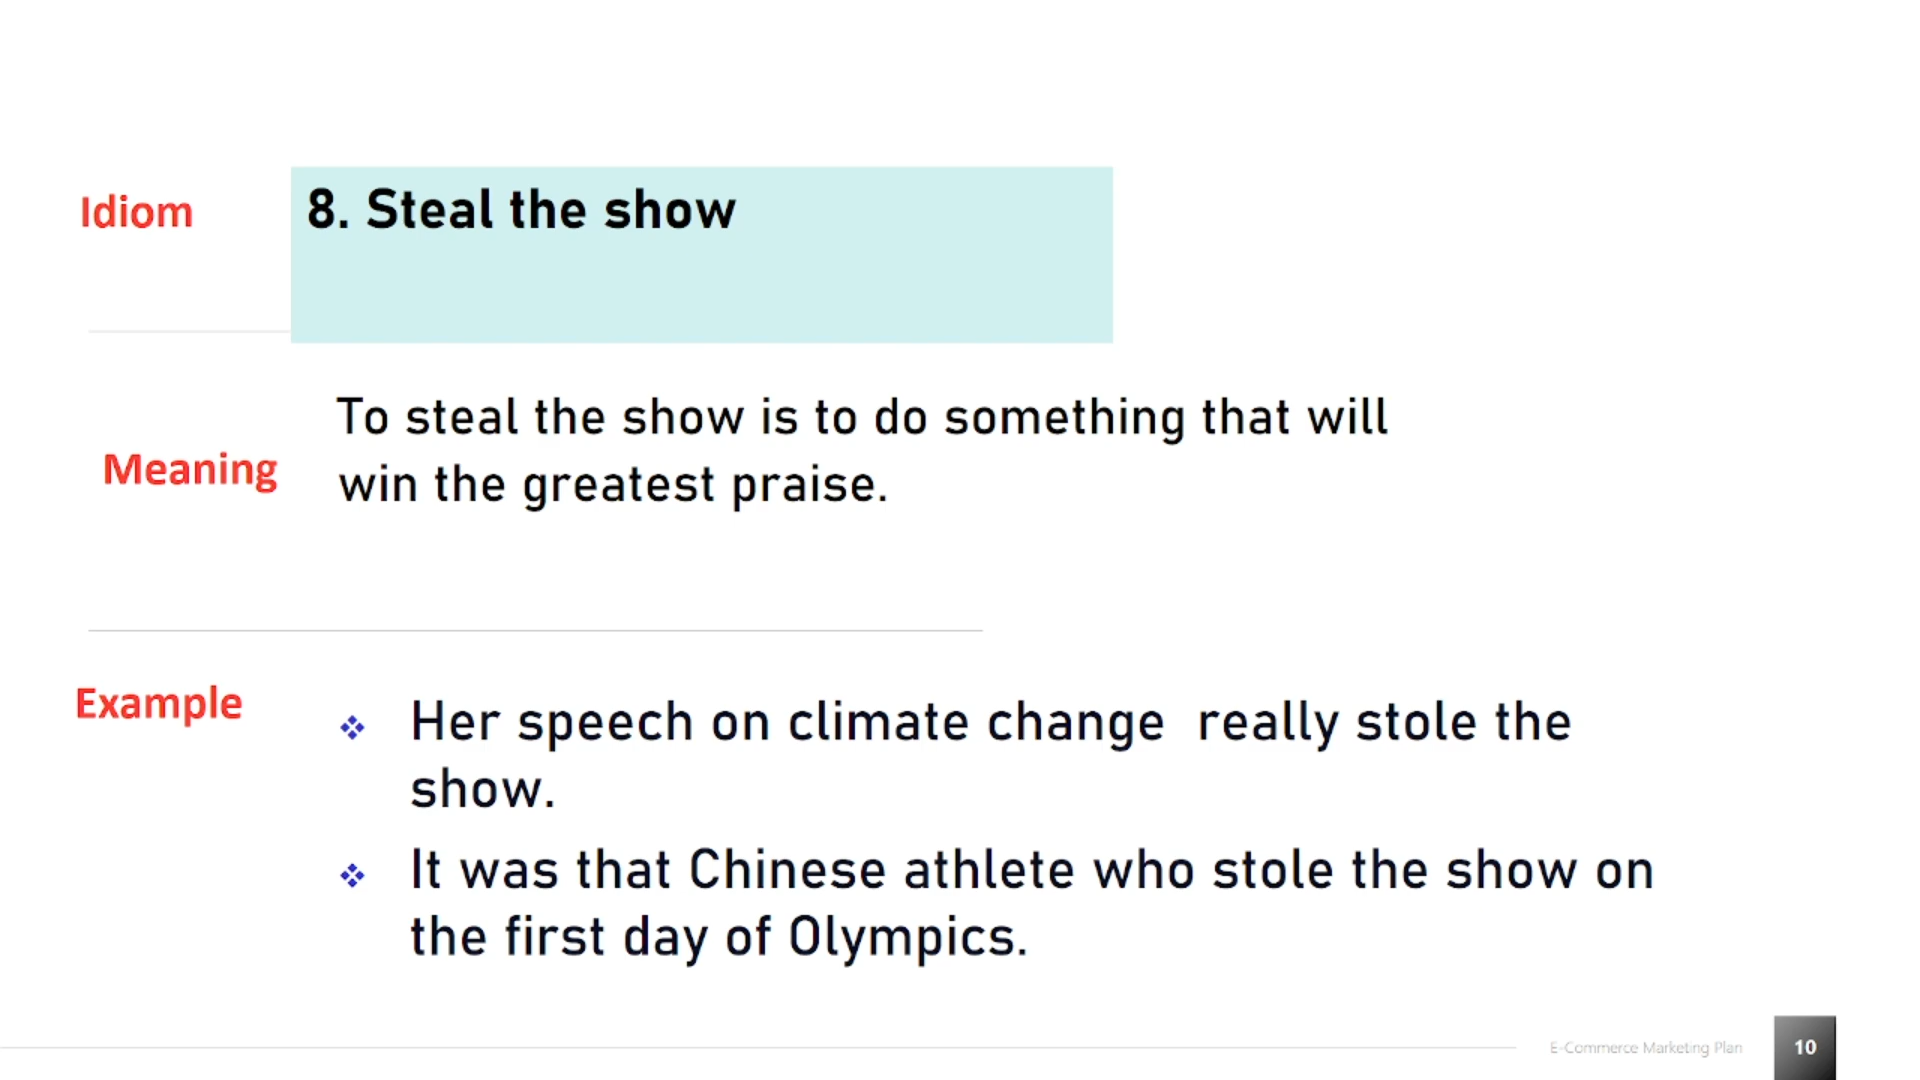 Idiom
8. Steal the show
Meaning
To steal the show is to do something that will
win the greatest praise.
Example
Her speech on climate change  really stole the
show.
It was that Chinese athlete who stole the show on
the first day of Olympics.
E-Commerce Marketing Plan
10